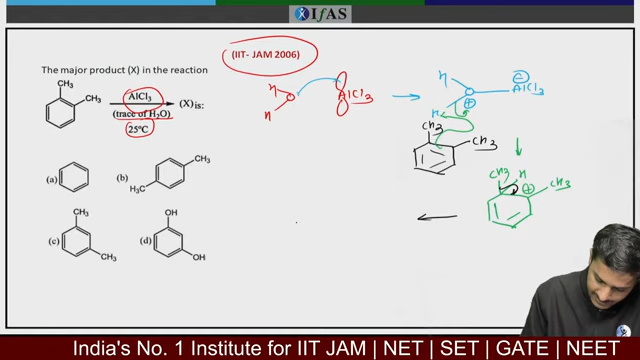 IfAS
(IIT- JAM 2006)
The major product (X) in the reaction
CH₃
CH₃
AlCl₃
(trace of H₂O)
25°C
(X) is:
(a)
(b)
CH₃
H₃C
(c)
CH₃
CH₃
(d)
OH
OH
H
H
O
AlCl₃
H
O
⊖
AlCl₃
H
⊕
CH₃
CH₃
CH₃
H
⊕
CH₃
India's No. 1 Institute for IIT JAM | NET | SET | GATE | NEET